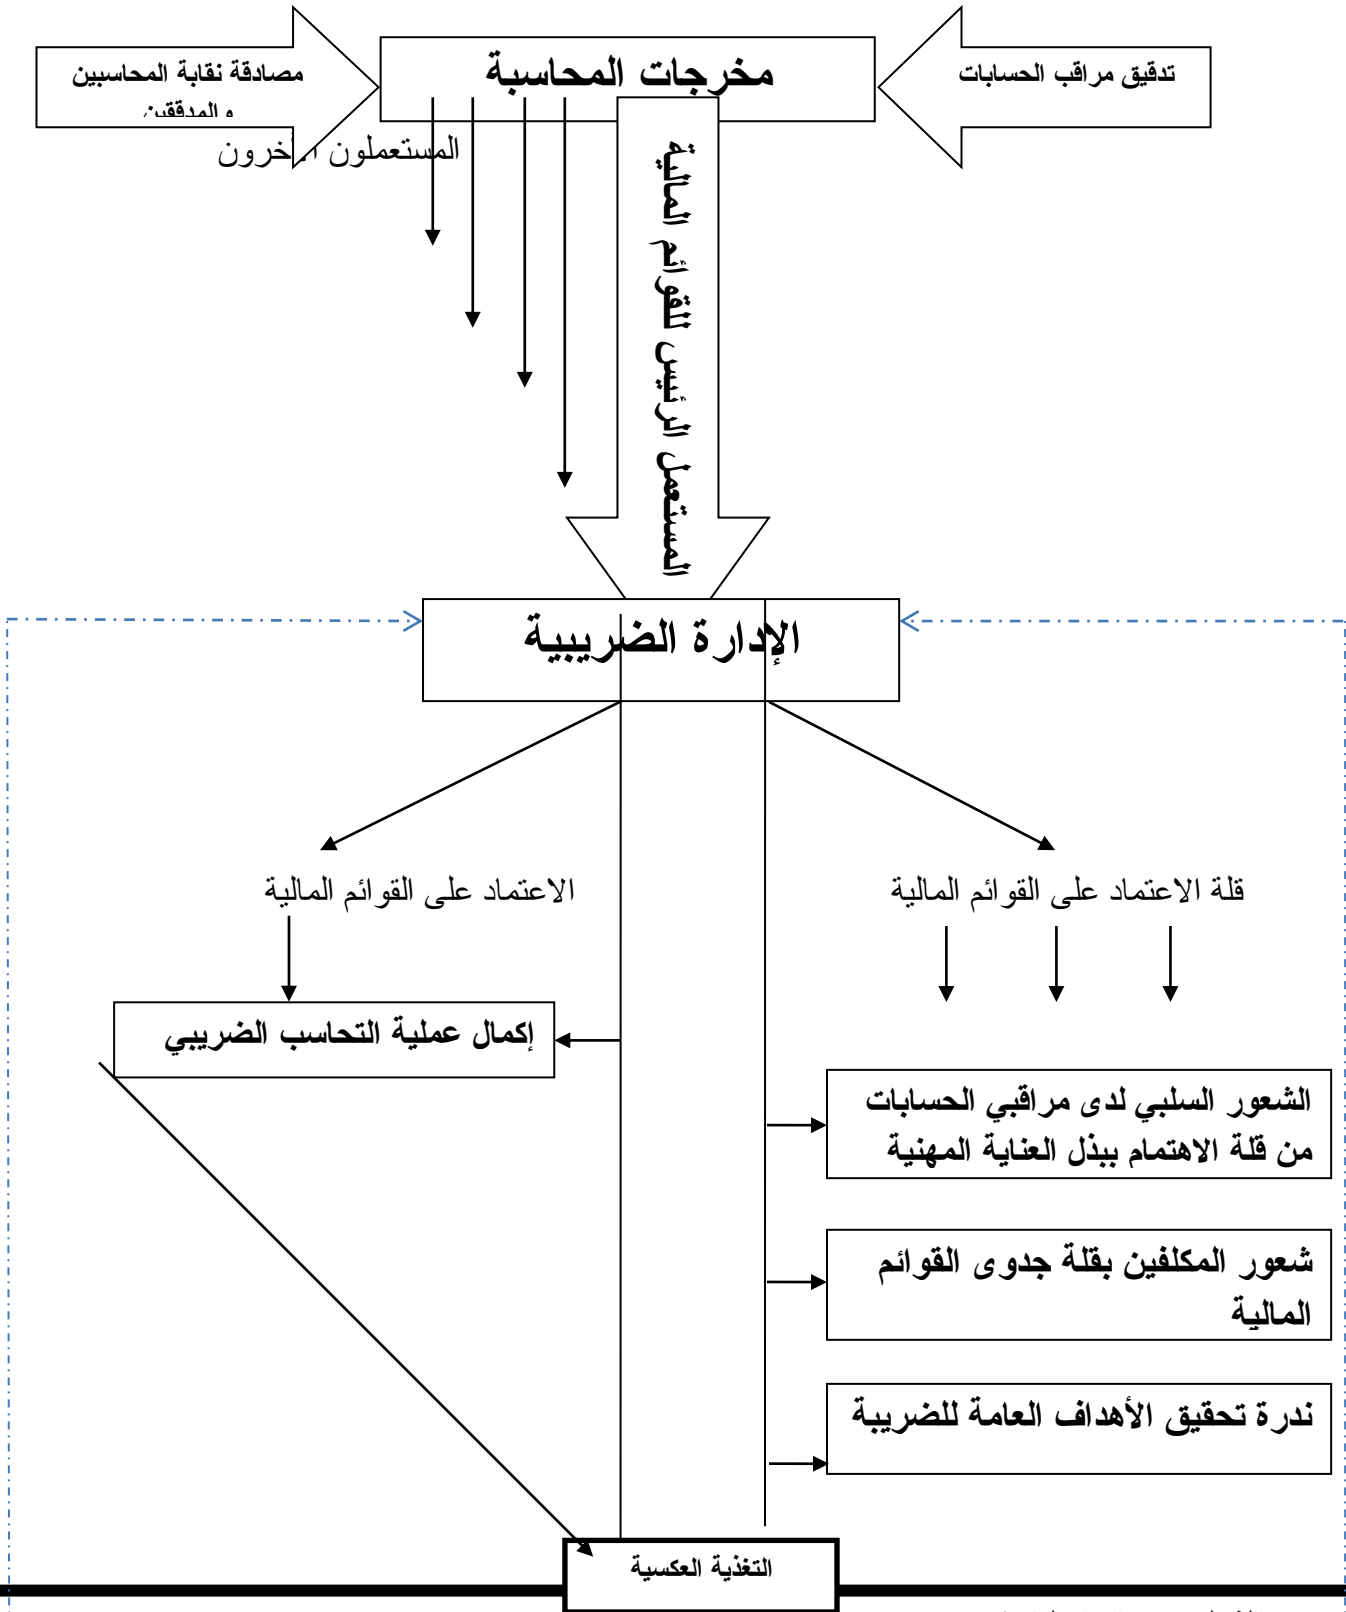 تدقيق مراقب الحسابات
مخرجات المحاسبة
مصادقة نقابة المحاسبين
والمدققين
المستعملون الآخرون
المستعمل الرئيس للقوائم المالية
الإدارة الضريبية
قلة الاعتماد على القوائم المالية
الاعتماد على القوائم المالية
إكمال عملية التحاسب الضريبي
الشعور السلبي لدى مراقبي الحسابات
من قلة الاهتمام ببذل العناية المهنية
شعور المكلفين بقلة جدوى القوائم
المالية
ندرة تحقيق الأهداف العامة للضريبة
التغذية العكسية